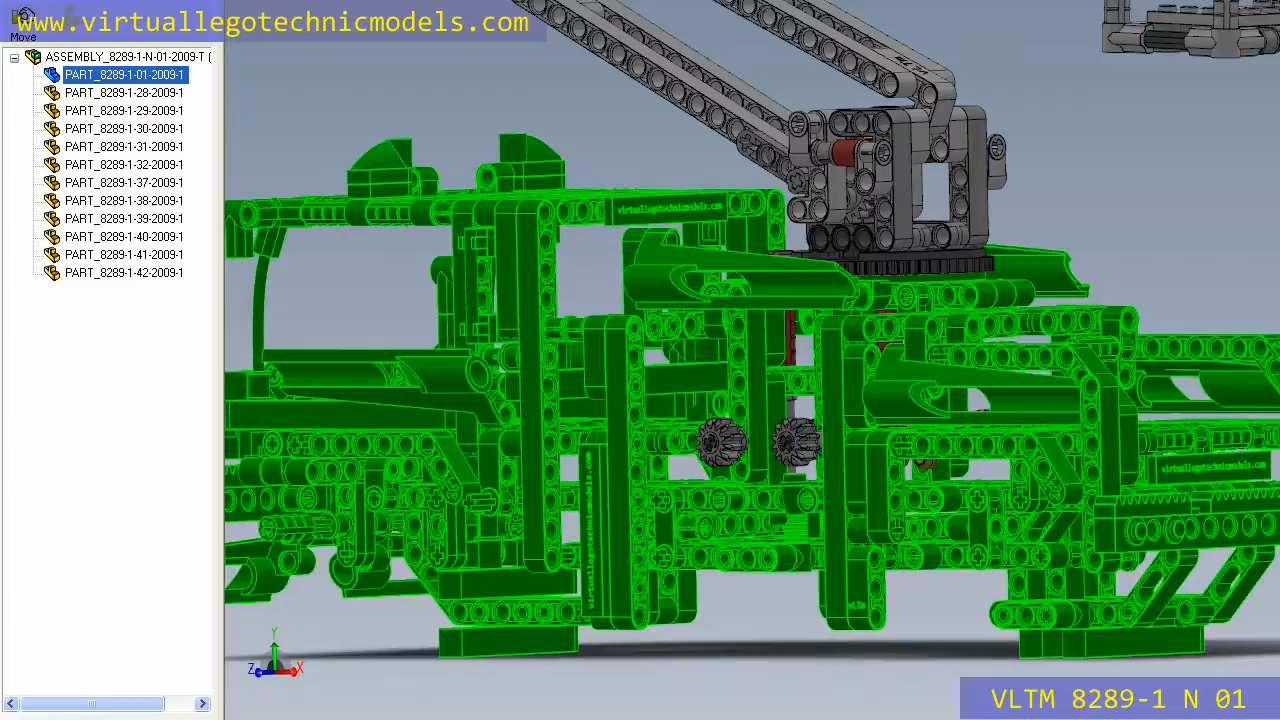 www.virtuallegotechnicmodels.com
Move
ASSEMBLY_8289-1-N-01-2009-T (
PART_8289-1-01-2009-1
PART_8289-1-28-2009-1
PART_8289-1-29-2009-1
PART_8289-1-30-2009-1
PART_8289-1-31-2009-1
PART_8289-1-32-2009-1
PART_8289-1-37-2009-1
PART_8289-1-38-2009-1
PART_8289-1-39-2009-1
PART_8289-1-40-2009-1
PART_8289-1-41-2009-1
PART_8289-1-42-2009-1
virtuallegotechnicmodels.com
virtuallegotechnicmodels.com
virtuallegotechnicmodels.com
vLTm
Y
Z
X
VLTM 8289-1 N 01